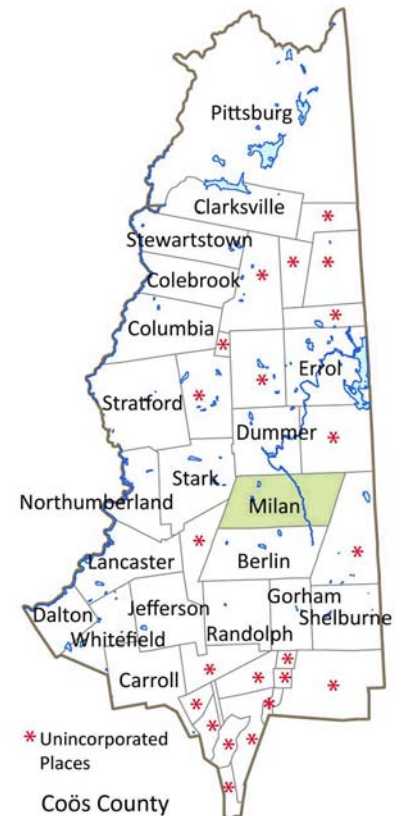 Pittsburg
Clarksville
*
Stewartstown
*
*
*
Colebrook
*
Columbia
*
Errol
*
*
Stratford
Dummer
*
Stark
Northumberland
Milan
*
Lancaster
Berlin
*
Jefferson
Gorham
Dalton
Shelburne
Whitefield
Randolph
*
Carroll
*
*
*
*
*
*
*
*
*
*
* Unincorporated
Places
Coös County